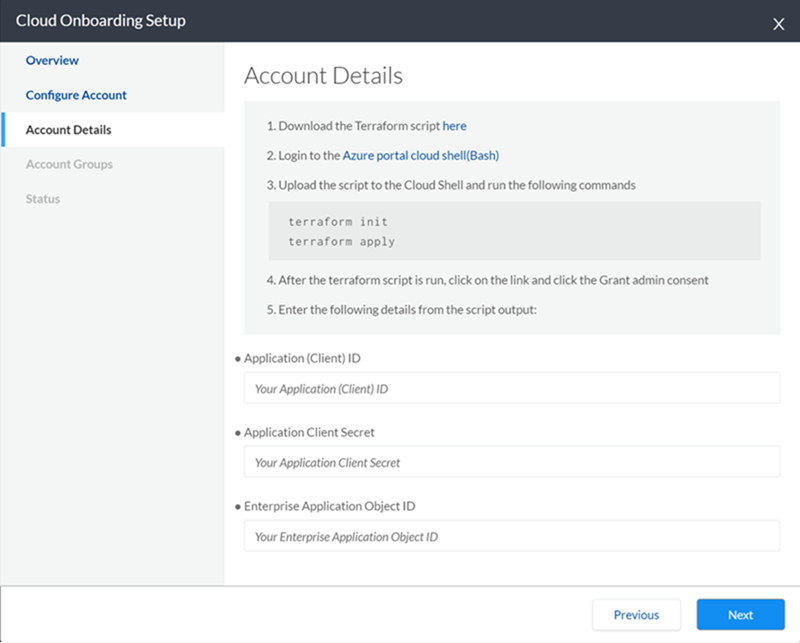 Cloud Onboarding Setup
X
Overview
Configure Account
Account Details
Account Groups
Status
Account Details
1. Download the Terraform script here
2. Login to the Azure portal cloud shell(Bash)
3. Upload the script to the Cloud Shell and run the following commands
terraform init
terraform apply
4. After the terraform script is run, click on the link and click the Grant admin consent
5. Enter the following details from the script output:
• Application (Client) ID
Your Application (Client) ID
• Application Client Secret
Your Application Client Secret
• Enterprise Application Object ID
Your Enterprise Application Object ID
Previous
Next